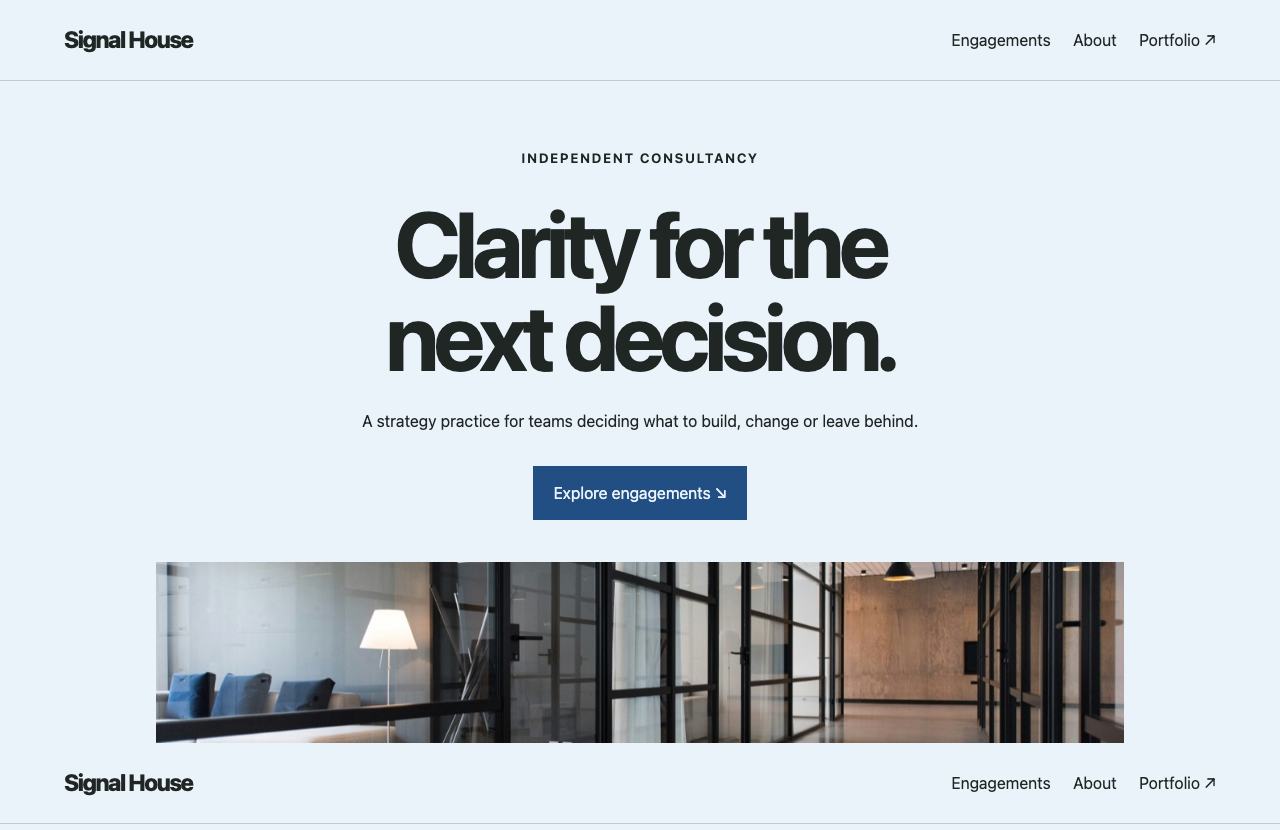 Signal House
Engagements About Portfolio ↗
INDEPENDENT CONSULTANCY
Clarity for the
next decision.
A strategy practice for teams deciding what to build, change or leave behind.
Explore engagements ↘
Signal House
Engagements About Portfolio ↗